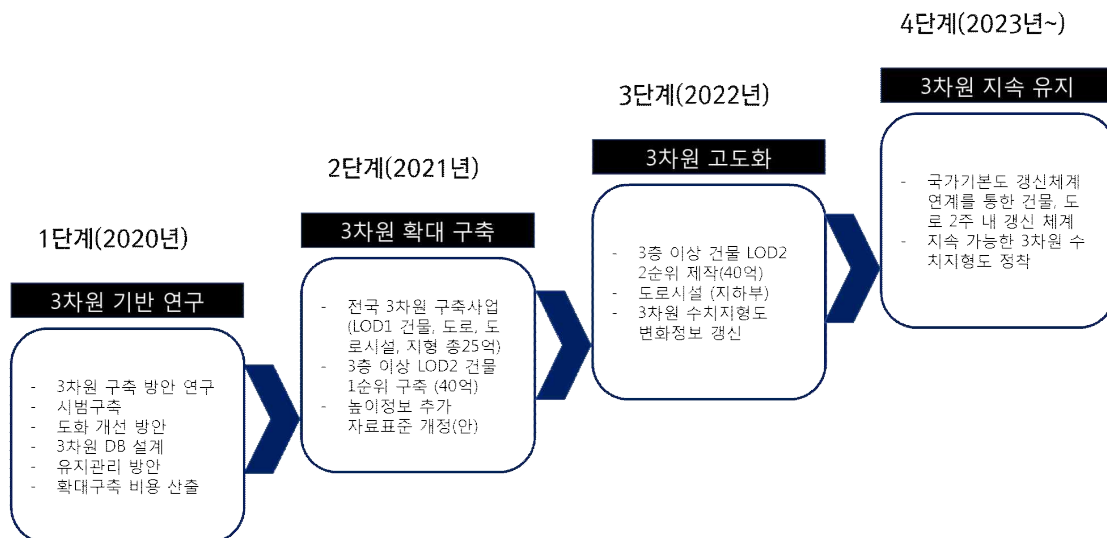 1단계(2020년)
3차원 기반 연구
- 3차원 구축 방안 연구
- 시범구축
- 도화 개선 방안
- 3차원 DB 설계
- 유지관리 방안
- 확대구축 비용 산출
2단계(2021년)
3차원 확대 구축
- 전국 3차원 구축사업
(LOD1 건물, 도로, 도
로시설, 지형 총25억)
- 3층 이상 LOD2 건물
1순위 구축 (40억)
- 높이정보 추가
자료표준 개정(안)
3단계(2022년)
3차원 고도화
- 3층 이상 건물 LOD2
2순위 제작(40억)
- 도로시설 (지하부)
- 3차원 수치지형도
변화정보 갱신
4단계(2023년~)
3차원 지속 유지
- 국가기본도 갱신체계
연계를 통한 건물, 도
로 2주 내 갱신 체계
- 지속 가능한 3차원 수
치지형도 정착